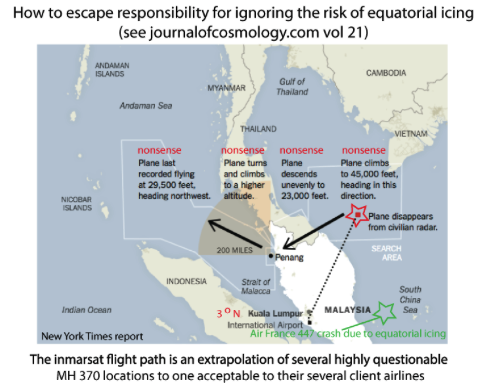 How to escape responsibility for ignoring the risk of equatorial icing
(see journalofcosmology.com vol 21)
ANDAMAN
ISLANDS
MYANMAR
Gulf of
Thailand
CAMBODIA
Andaman Sea
THAILAND
VIETNAM
nonsense
Plane last
recorded flying
at 29,500 feet,
heading northwest.
nonsense
Plane turns
and climbs
to a higher
altitude.
nonsense
Plane
descends
unevenly to
23,000 feet.
nonsense
Plane climbs
to 45,000 feet,
heading in this
direction.
NICOBAR
ISLANDS
Plane disappears
from civilian radar.
200 MILES
Penang
SEARCH
AREA
INDONESIA
Strait of
Malacca
South
China
Sea
Indian Ocean
3 o N
Kuala Lumpur
International Airport
MALAYSIA
Air France 447 crash due to equatorial icing
New York Times report
The inmarsat flight path is an extrapolation of several highly questionable
MH 370 locations to one acceptable to their several client airlines